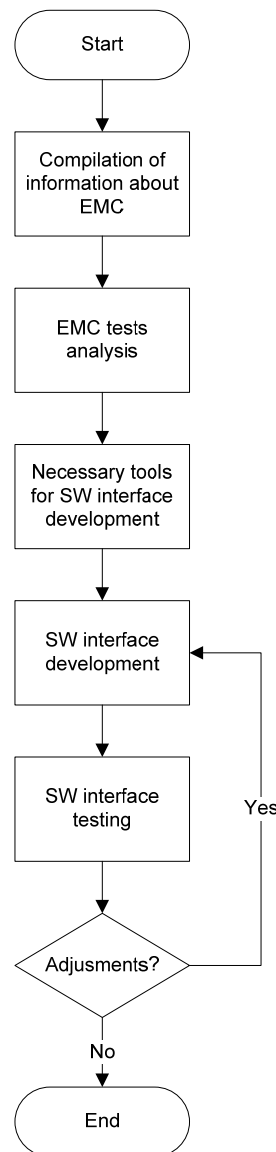 Start
Compilation of
information about
EMC
EMC tests
analysis
Necessary tools
for SW interface
development
SW interface
development
SW interface
testing
Yes
Adjusments?
No
End